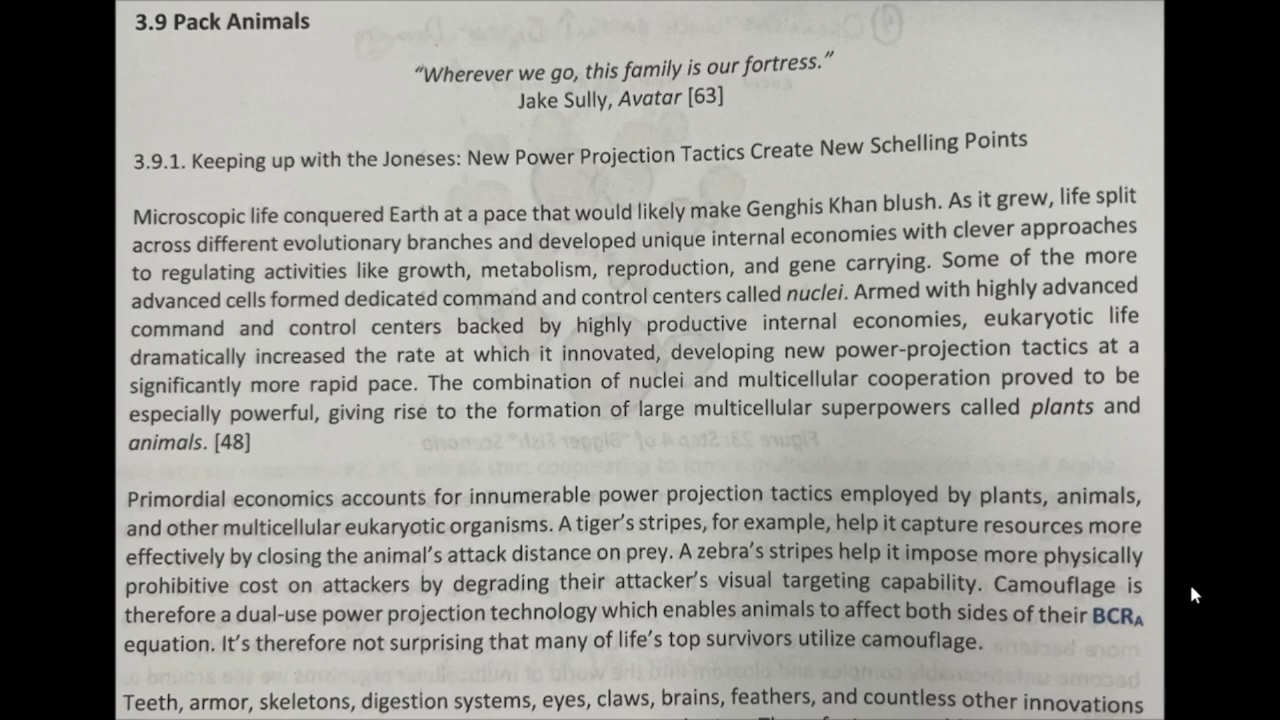 3.9 Pack Animals
“Wherever we go, this family is our fortress.”
Jake Sully, Avatar [63]
3.9.1. Keeping up with the Joneses: New Power Projection Tactics Create New Schelling Points
Microscopic life conquered Earth at a pace that would likely make Genghis Khan blush. As it grew, life split
across different evolutionary branches and developed unique internal economies with clever approaches
to regulating activities like growth, metabolism, reproduction, and gene carrying. Some of the more
advanced cells formed dedicated command and control centers called nuclei. Armed with highly advanced
command and control centers backed by highly productive internal economies, eukaryotic life
dramatically increased the rate at which it innovated, developing new power-projection tactics at a
significantly more rapid pace. The combination of nuclei and multicellular cooperation proved to be
especially powerful, giving rise to the formation of large multicellular superpowers called plants and
animals. [48]
Primordial economics accounts for innumerable power projection tactics employed by plants, animals,
and other multicellular eukaryotic organisms. A tiger’s stripes, for example, help it capture resources more
effectively by closing the animal’s attack distance on prey. A zebra’s stripes help it impose more physically
prohibitive cost on attackers by degrading their attacker’s visual targeting capability. Camouflage is
therefore a dual-use power projection technology which enables animals to affect both sides of their BCRA
equation. It’s therefore not surprising that many of life’s top survivors utilize camouflage.
Teeth, armor, skeletons, digestion systems, eyes, claws, brains, feathers, and countless other innovations